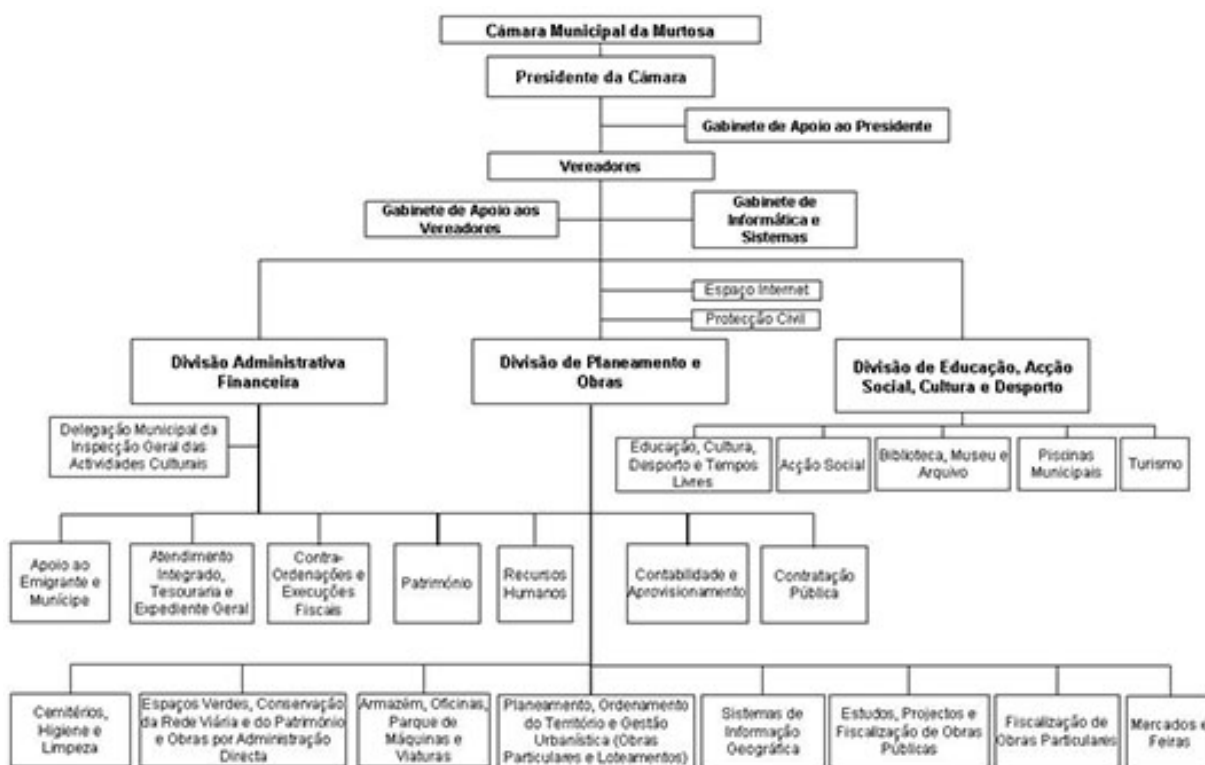 Câmara Municipal da Murtosa
Presidente da Câmara
Gabinete de Apoio ao Presidente
Vereadores
Gabinete de Apoio aos
Vereadores
Gabinete de
Informática e
Sistemas
Espaço Internet
Protecção Civil
Divisão Administrativa
Financeira
Divisão de Planeamento e
Obras
Divisão de Educação, Acção
Social, Cultura e Desporto
Delegação Municipal da
Inspecção Geral das
Actividades Culturais
Educação, Cultura,
Desporto e Tempos
Livres
Acção Social
Biblioteca, Museu e
Arquivo
Piscinas
Municipais
Turismo
Apoio ao
Emigrante e
Munícipe
Atendimento
Integrado,
Tesouraria e
Expediente Geral
Contra-
Ordenações e
Execuções
Fiscais
Património
Recursos
Humanos
Contabilidade e
Aprovisionamento
Contratação
Pública
Cemitérios,
Higiene e
Limpeza
Espaços Verdes, Conservação
da Rede Viária e do Património
e Obras por Administração
Directa
Armazém, Oficinas,
Parque de
Máquinas e
Viaturas
Planeamento, Ordenamento
do Território e Gestão
Urbanística (Obras
Particulares e Loteamentos)
Sistemas de
Informação
Geográfica
Estudos, Projectos e
Fiscalização de Obras
Públicas
Fiscalização de
Obras Particulares
Mercados e
Feiras